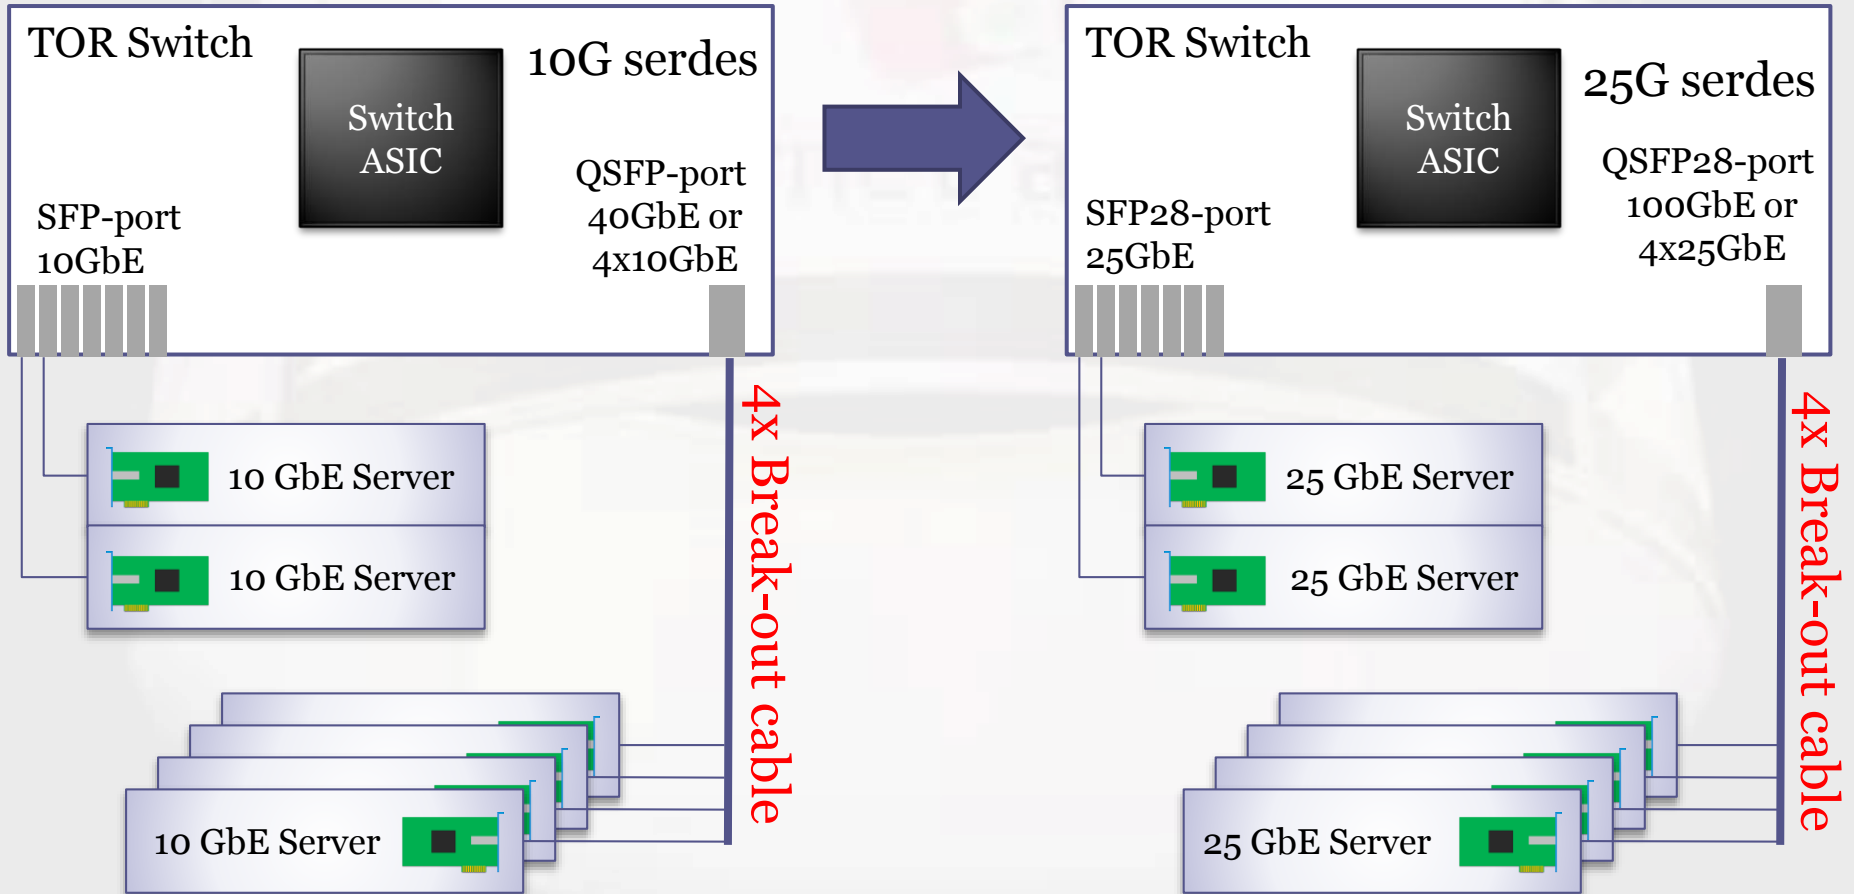 TOR Switch
Switch
ASIC
10G serdes
QSFP-port
40GbE or
4x10GbE
SFP-port
10GbE
10 GbE Server
10 GbE Server
4x Break-out cable
10 GbE Server
TOR Switch
Switch
ASIC
25G serdes
QSFP28-port
100GbE or
4x25GbE
SFP28-port
25GbE
25 GbE Server
25 GbE Server
4x Break-out cable
25 GbE Server